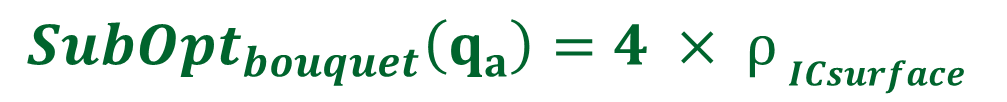 SubOpt_bouquet(q_a) = 4 × ρ_ICsurface